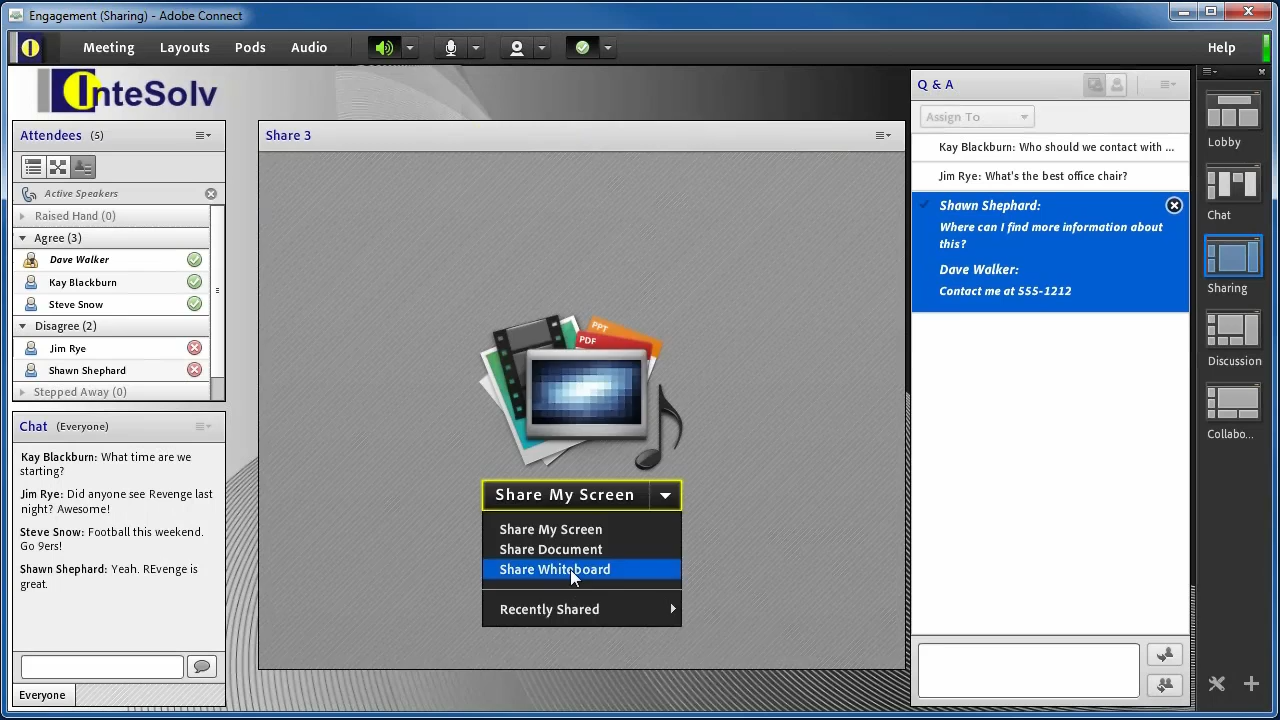 Engagement (Sharing) - Adobe Connect
Meeting
Layouts
Pods
Audio
Help
InteSolv
Attendees (5)
Active Speakers
Raised Hand (0)
Agree (3)
Dave Walker
Kay Blackburn
Steve Snow
Disagree (2)
Jim Rye
Shawn Shephard
Stepped Away (0)
Chat (Everyone)
Kay Blackburn: What time are we
starting?
Jim Rye: Did anyone see Revenge last
night? Awesome!
Steve Snow: Football this weekend.
Go 9ers!
Shawn Shephard: Yeah. REvenge is
great.
Everyone
Share 3
PPT
PDF
Share My Screen
Share My Screen
Share Document
Share Whiteboard
Recently Shared
Q & A
Assign To
Kay Blackburn: Who should we contact with ...
Jim Rye: What's the best office chair?
Shawn Shephard:
Where can I find more information about
this?
Dave Walker:
Contact me at 555-1212
Lobby
Chat
Sharing
Discussion
Collabo...